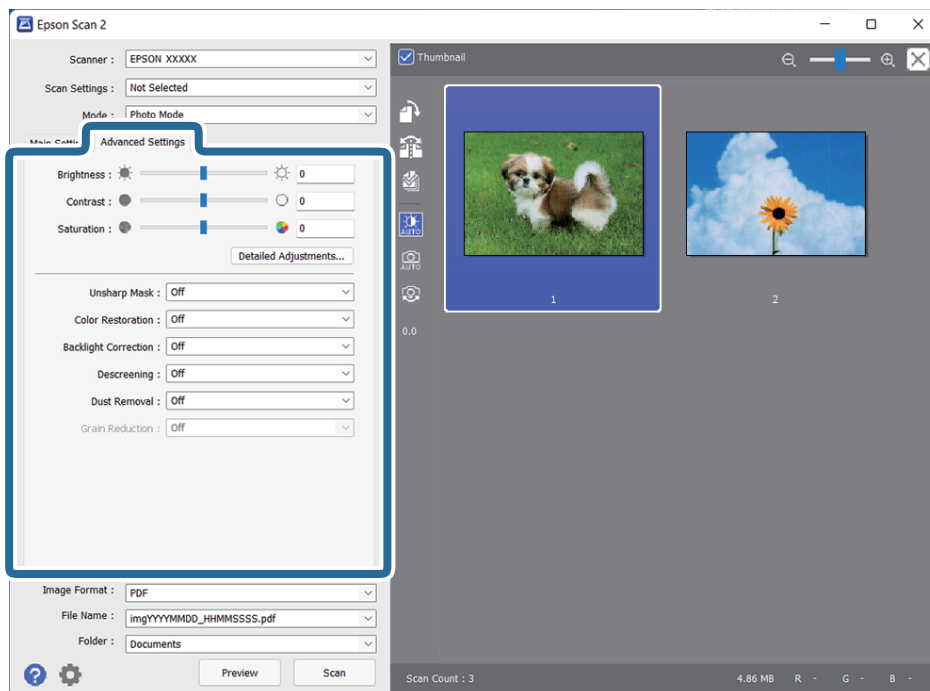 Epson Scan 2
Scanner : EPSON XXXXX
Scan Settings : Not Selected
Mode : Photo Mode
Advanced Settings
Brightness : 0
Contrast : 0
Saturation : 0
Detailed Adjustments...
Unsharp Mask : Off
Color Restoration : Off
Backlight Correction : Off
Descreening : Off
Dust Removal : Off
Grain Reduction : Off
Image Format : PDF
File Name : imgYYYYMMDD_HHMMSSSS.pdf
Folder : Documents
? Preview Scan
Thumbnail
AUTO
AUTO
0.0
1 2
Scan Count : 3 4.86 MB R - G - B -